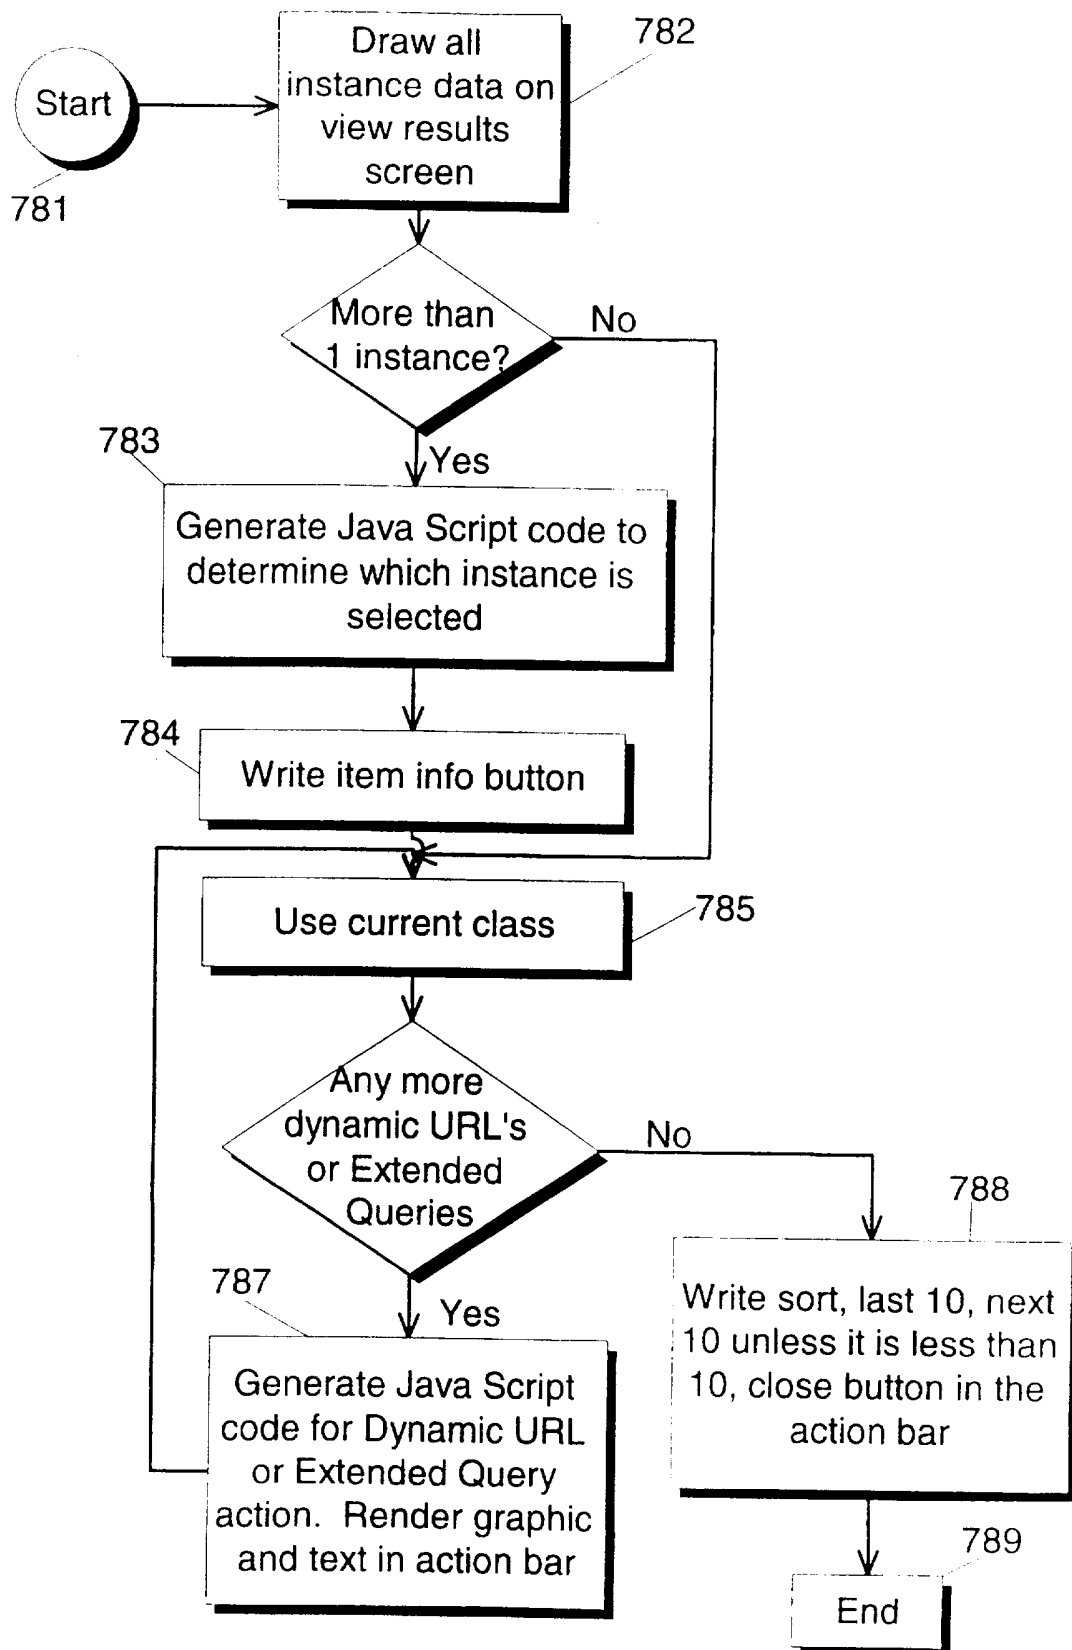 Draw all
instance data on
view results
screen
782
Start
781
More than
1 instance?
No
Yes
783
Generate Java Script code to
determine which instance is
selected
784
Write item info button
Use current class
785
Any more
dynamic URL's
or Extended
Queries
No
Yes
788
Write sort, last 10, next
10 unless it is less than
10, close button in the
action bar
787
Generate Java Script
code for Dynamic URL
or Extended Query
action. Render graphic
and text in action bar
789
End